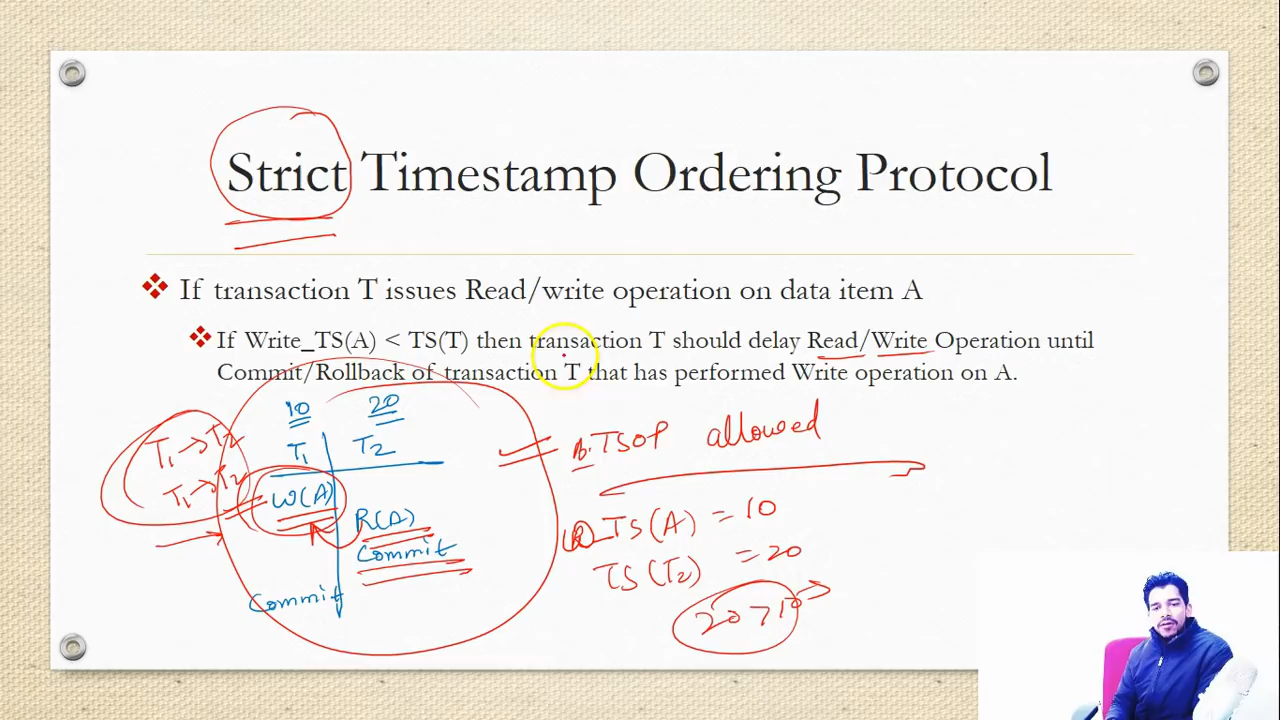 Strict Timestamp Ordering Protocol
If transaction T issues Read/write operation on data item A
If Write_TS(A) < TS(T) then transaction T should delay Read/Write Operation until
Commit/Rollback of transaction T that has performed Write operation on A.
10 20
T1 T2
W(A)
R(A)
Commit
Commit
T1→T2
T1→T2
B.TSOP allowed
_TS(A) = 10
TS(T2) = 20
20 > 10